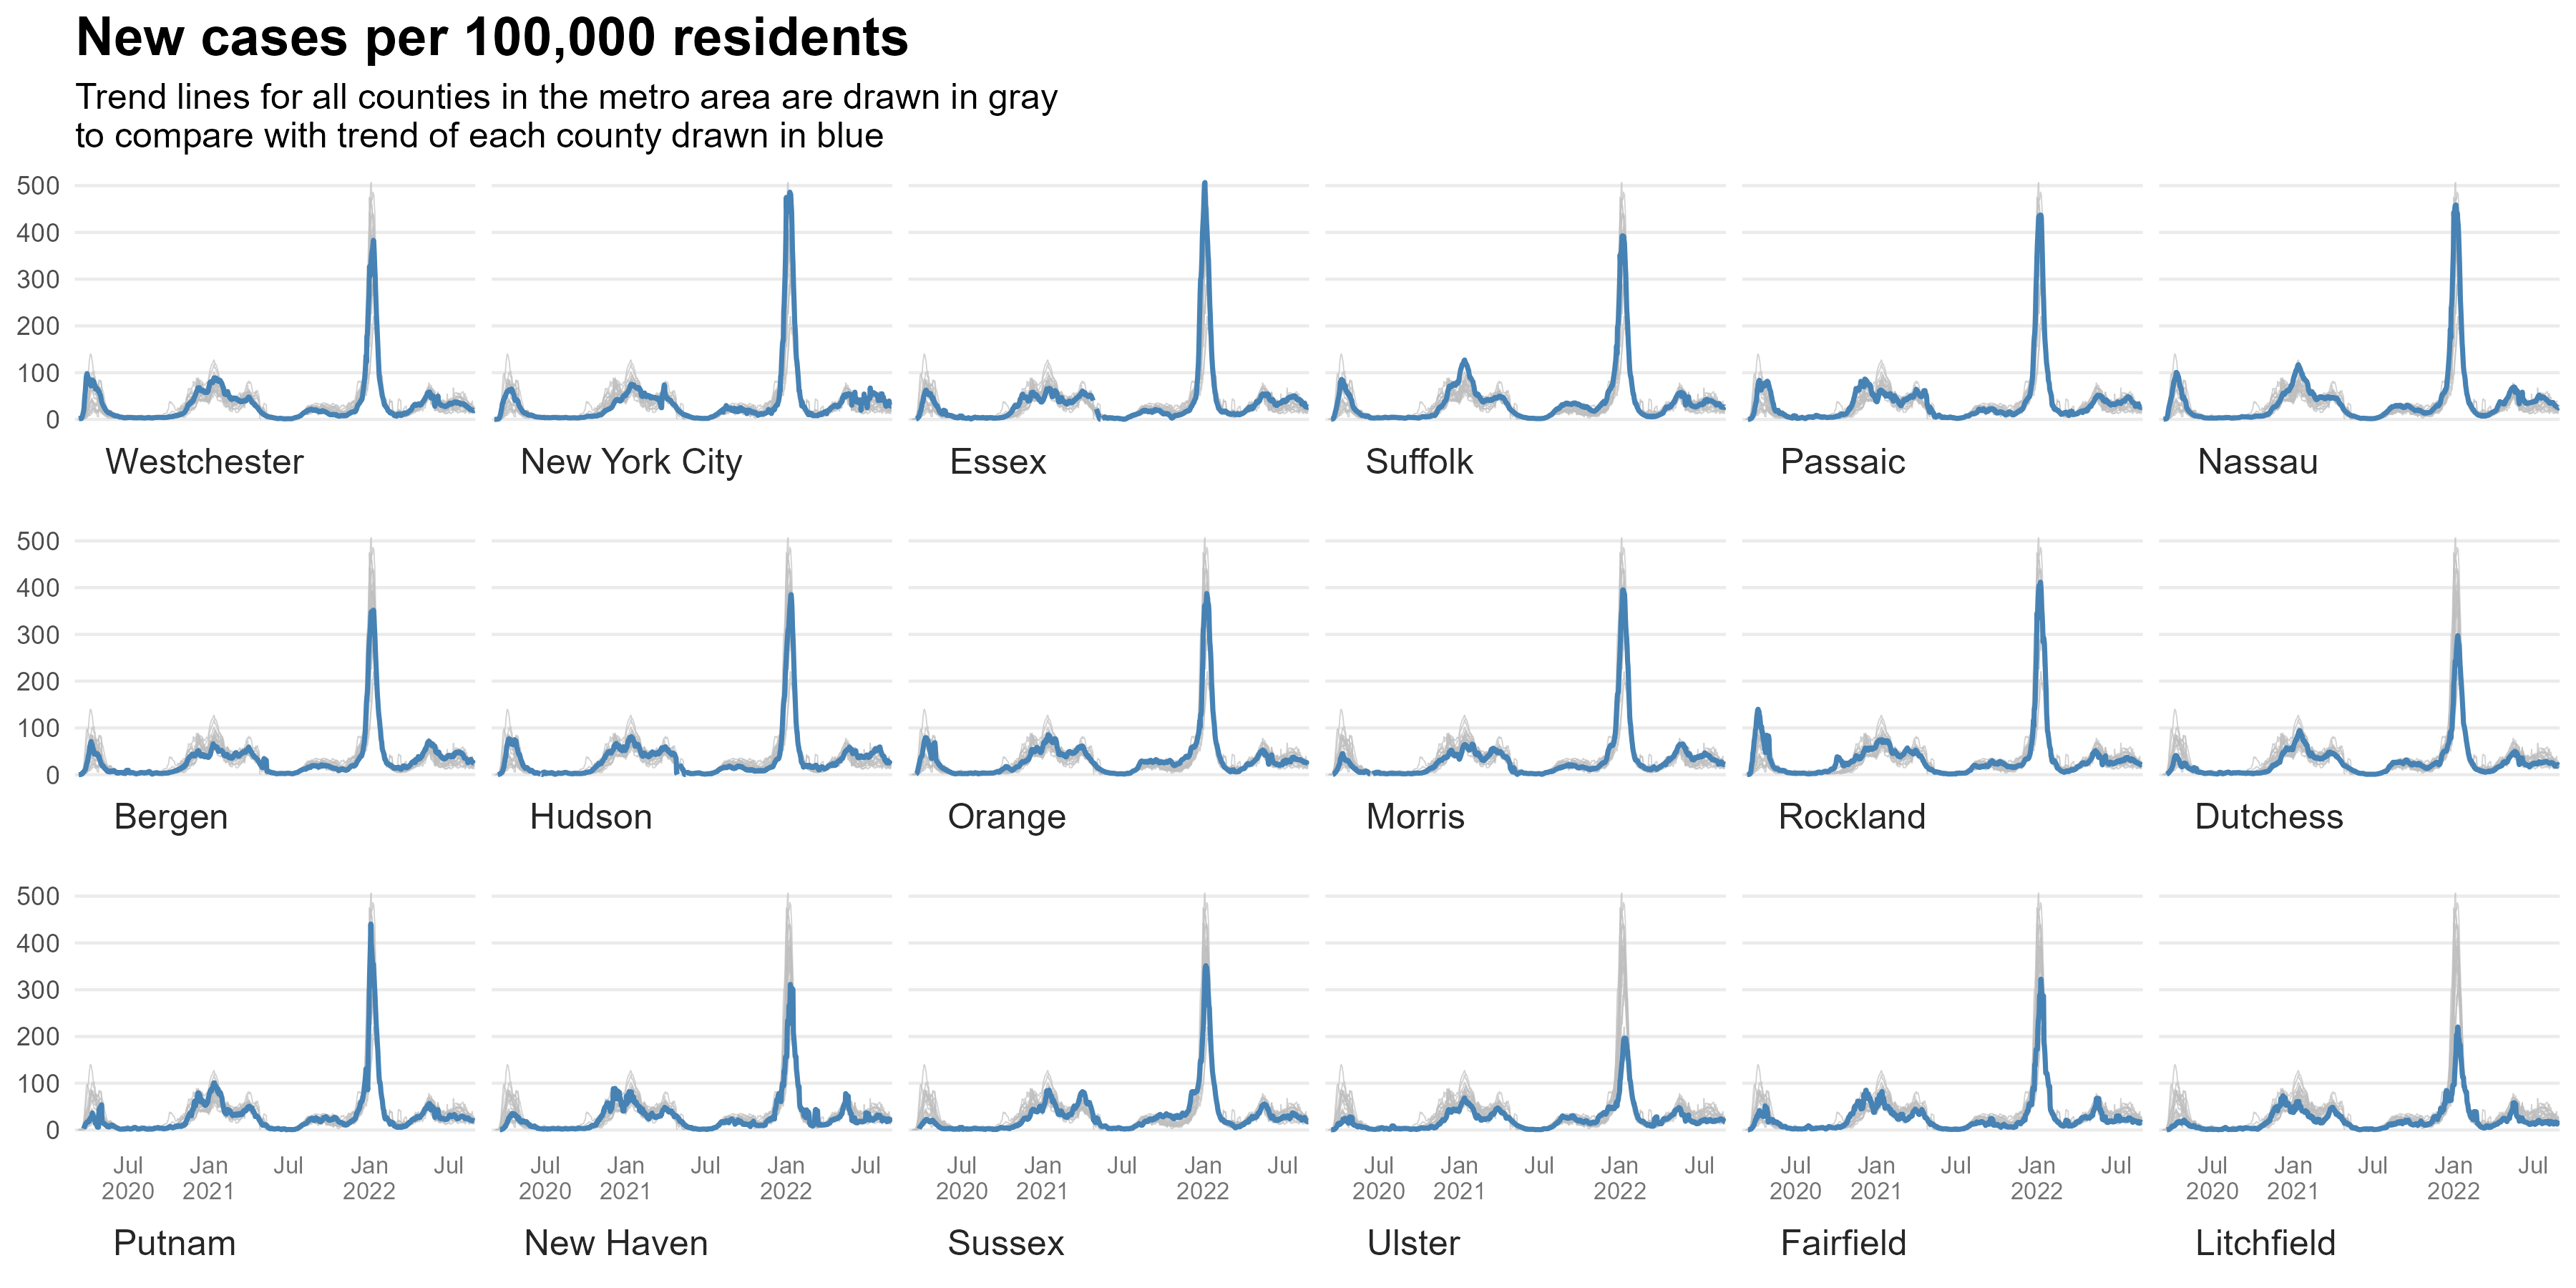 New cases per 100,000 residents
Trend lines for all counties in the metro area are drawn in gray
to compare with trend of each county drawn in blue
500
400
300
200
100
0
Westchester New York City Essex Suffolk Passaic Nassau
500
400
300
200
100
0
Bergen Hudson Orange Morris Rockland Dutchess
500
400
300
200
100
0
Jul Jan Jul Jan Jul Jul Jan Jul Jan Jul Jul Jan Jul Jan Jul Jul Jan Jul Jan Jul Jul Jan Jul Jan Jul Jul Jan Jul Jan Jul
2020 2021 2022 2020 2021 2022 2020 2021 2022 2020 2021 2022 2020 2021 2022 2020 2021 2022
Putnam New Haven Sussex Ulster Fairfield Litchfield